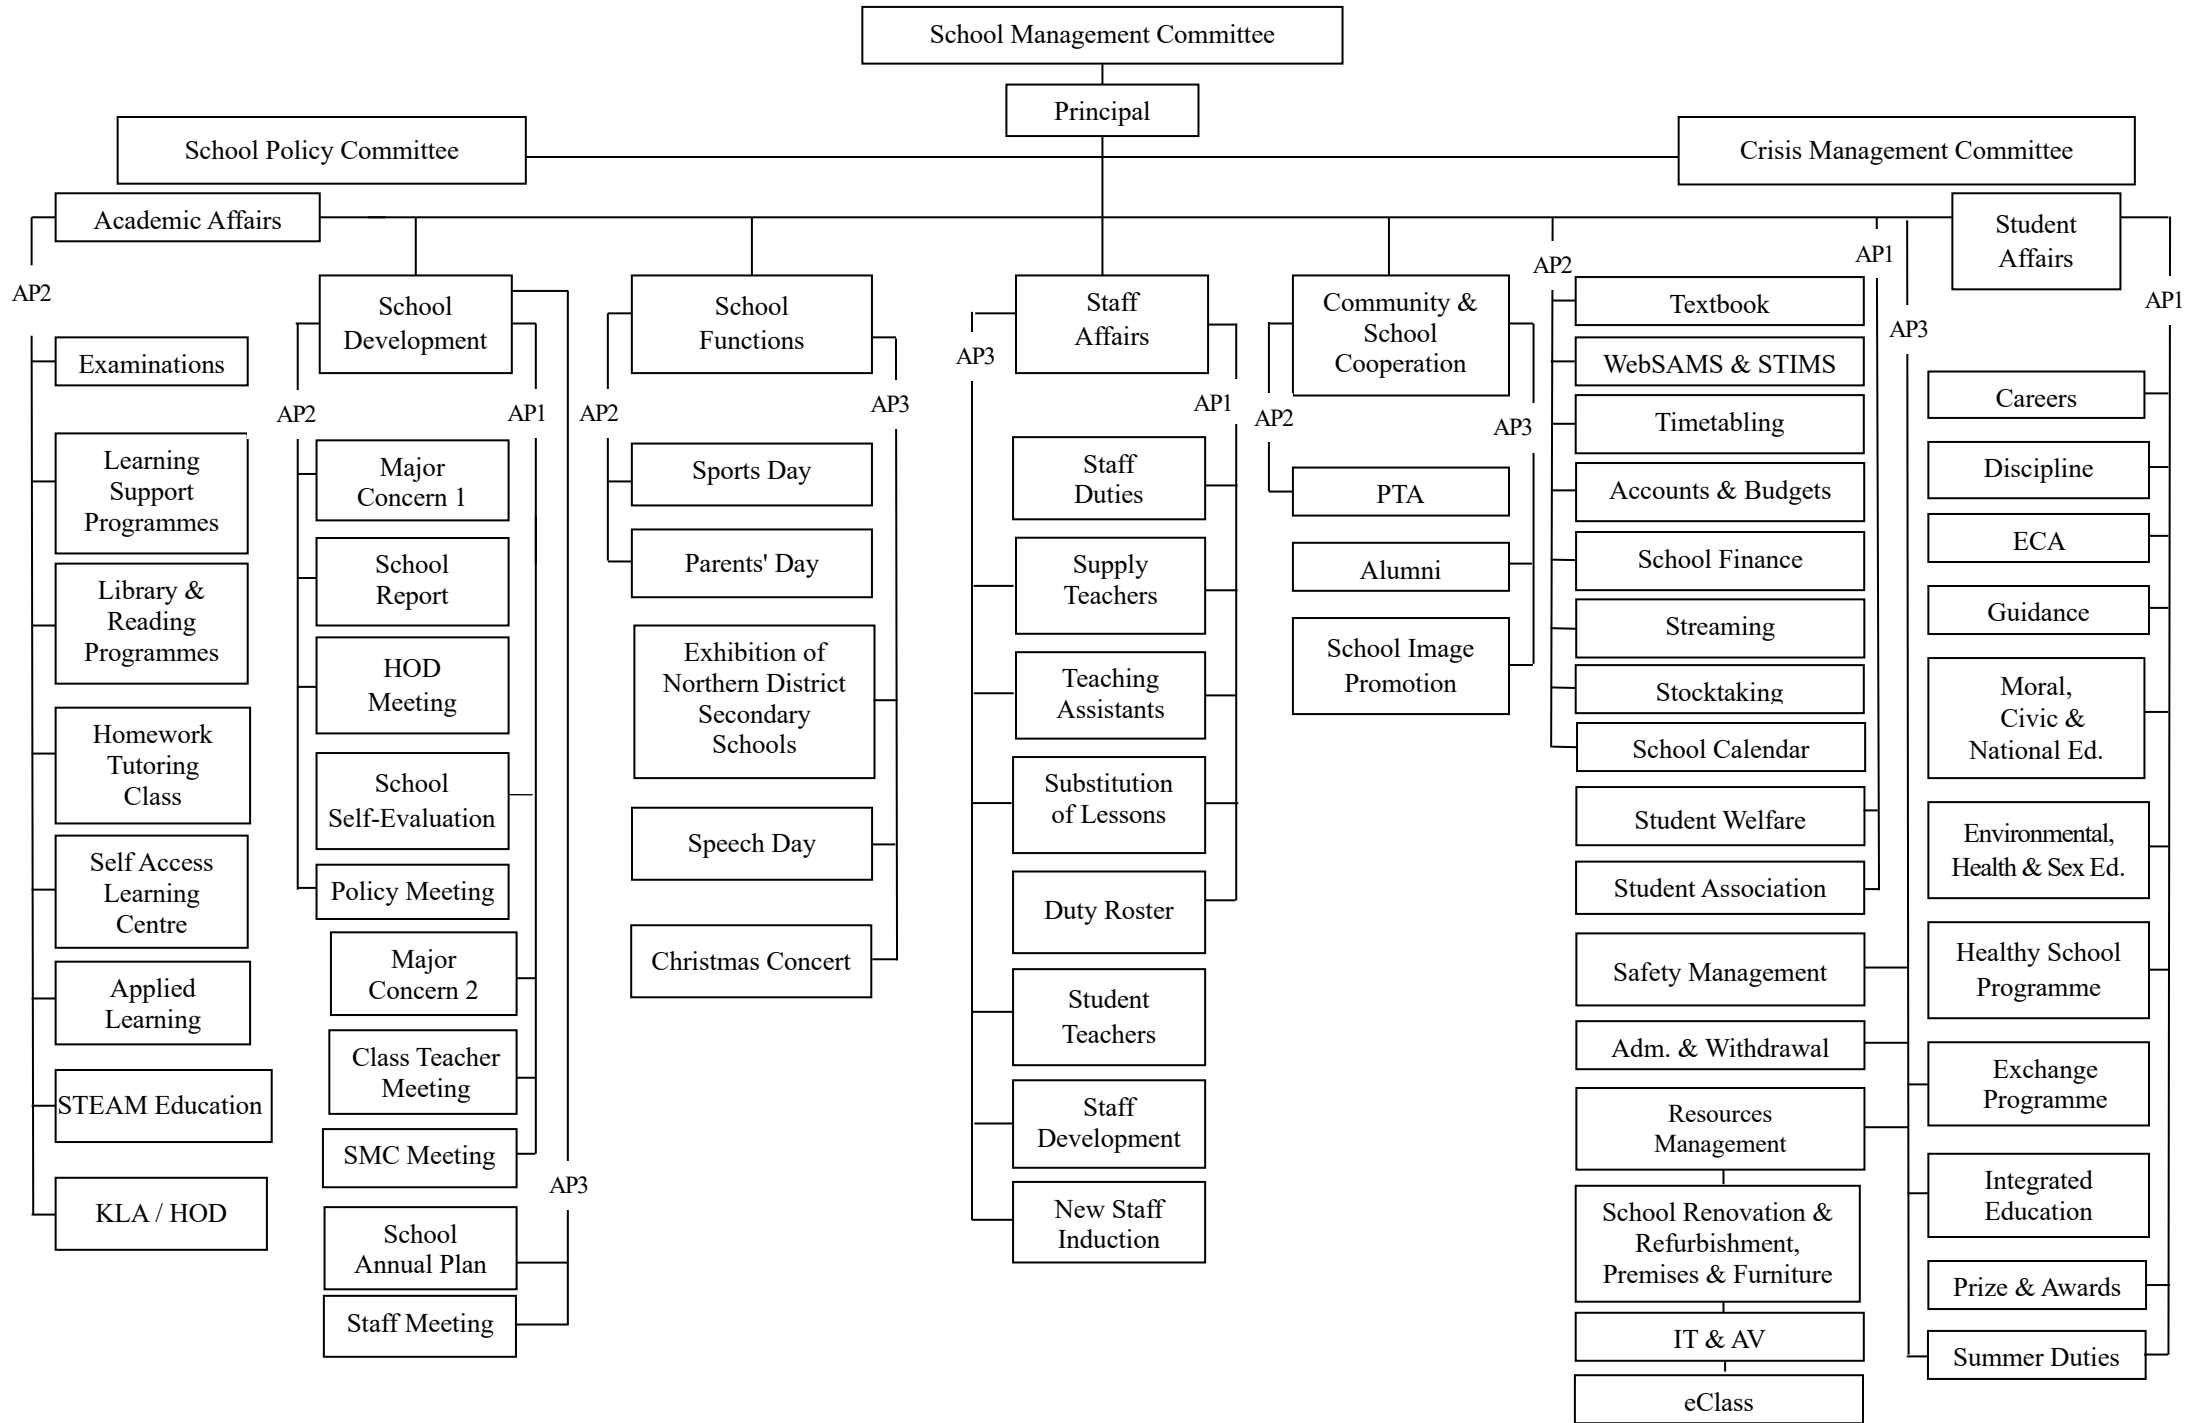 School Management Committee
Principal
School Policy Committee
Crisis Management Committee
Academic Affairs
Student
Affairs
AP2
Examinations
Learning
Support
Programmes
Library &
Reading
Programmes
Homework
Tutoring
Class
Self Access
Learning
Centre
Applied
Learning
STEAM Education
KLA / HOD
School
Development
AP2
AP1
Major
Concern 1
School
Report
HOD
Meeting
School
Self-Evaluation
Policy Meeting
Major
Concern 2
Class Teacher
Meeting
SMC Meeting
AP3
School
Annual Plan
Staff Meeting
School
Functions
AP2
AP3
Sports Day
Parents' Day
Exhibition of
Northern District
Secondary
Schools
Speech Day
Christmas Concert
Staff
Affairs
AP3
AP1
Staff
Duties
Supply
Teachers
Teaching
Assistants
Substitution
of Lessons
Duty Roster
Student
Teachers
Staff
Development
New Staff
Induction
Community &
School
Cooperation
AP2
AP3
PTA
Alumni
School Image
Promotion
AP2
AP1
AP3
Textbook
WebSAMS & STIMS
Timetabling
Accounts & Budgets
School Finance
Streaming
Stocktaking
School Calendar
Student Welfare
Student Association
Safety Management
Adm. & Withdrawal
Resources
Management
School Renovation &
Refurbishment,
Premises & Furniture
IT & AV
eClass
AP1
Careers
Discipline
ECA
Guidance
Moral,
Civic &
National Ed.
Environmental,
Health & Sex Ed.
Healthy School
Programme
Exchange
Programme
Integrated
Education
Prize & Awards
Summer Duties